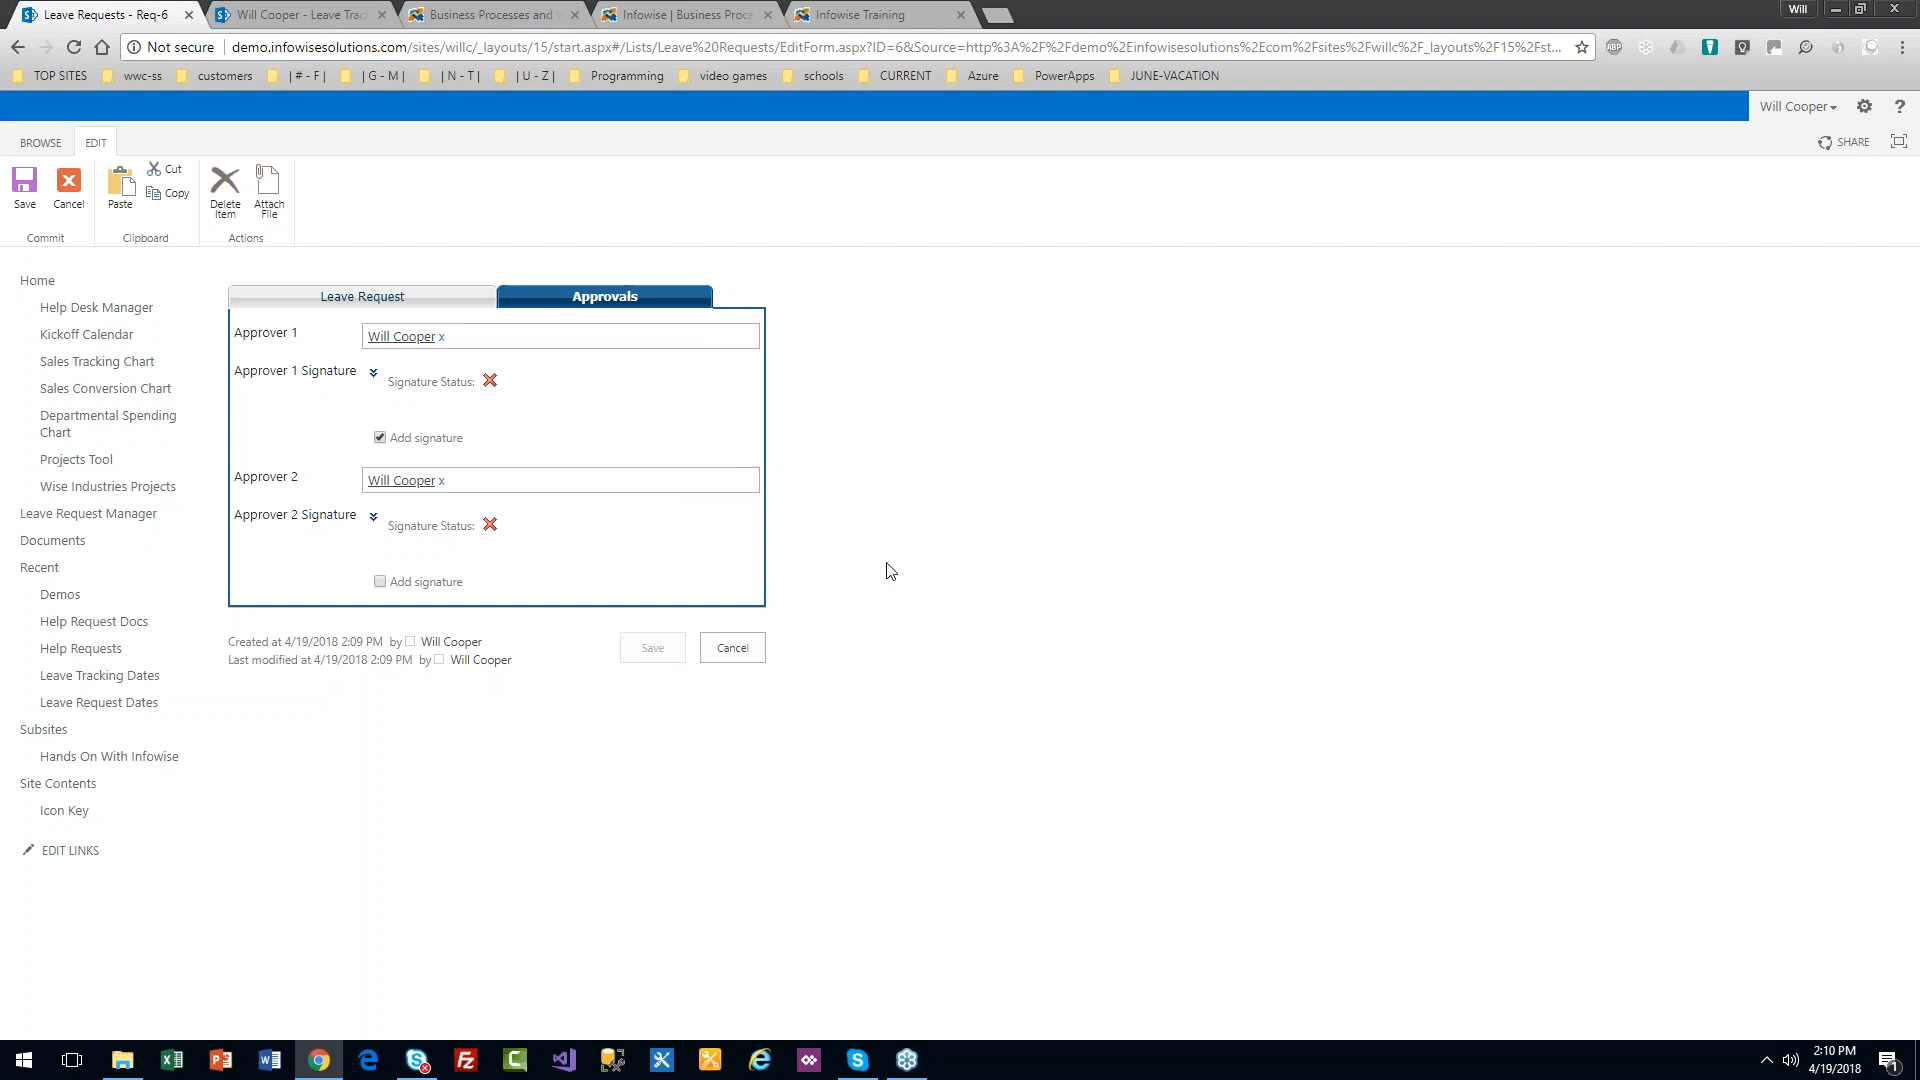 Leave Requests - Req-6
Will Cooper - Leave Trac
Business Processes and W
Infowise | Business Proce
Infowise Training
Will
Not secure | demo.infowisesolutions.com/sites/willc/_layouts/15/start.aspx#/Lists/Leave%20Requests/EditForm.aspx?ID=6&Source=http%3A%2F%2Fdemo%2Einfowisesolutions%2Ecom%2Fsites%2Fwillc%2F_layouts%2F15%2Fst...
TOP SITES wwc-ss customers | # - F | | G - M | | N - T | | U - Z | Programming video games schools CURRENT Azure PowerApps JUNE-VACATION
Will Cooper
BROWSE EDIT
SHARE
Save
Cancel
Paste
Cut
Copy
Delete Item
Attach File
Commit
Clipboard
Actions
Home
Help Desk Manager
Kickoff Calendar
Sales Tracking Chart
Sales Conversion Chart
Departmental Spending
Chart
Projects Tool
Wise Industries Projects
Leave Request Manager
Documents
Recent
Demos
Help Request Docs
Help Requests
Leave Tracking Dates
Leave Request Dates
Subsites
Hands On With Infowise
Site Contents
Icon Key
EDIT LINKS
Leave Request
Approvals
Approver 1
Will Cooper x
Approver 1 Signature
Signature Status:
Add signature
Approver 2
Will Cooper x
Approver 2 Signature
Signature Status:
Add signature
Created at 4/19/2018 2:09 PM by Will Cooper
Last modified at 4/19/2018 2:09 PM by Will Cooper
Save
Cancel
2:10 PM
4/19/2018
1